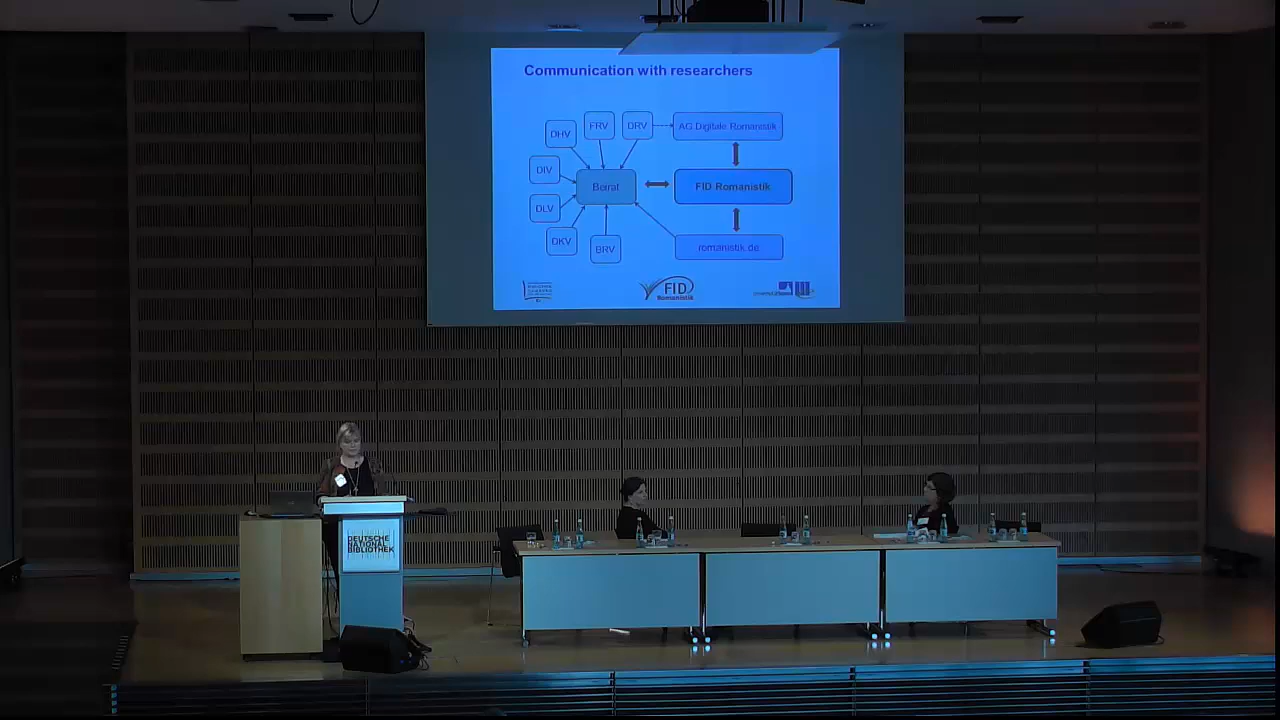 Communication with researchers
DHV
FRV
DRV
AG Digitale Romanistik
DIV
Beirat
FID Romanistik
DLV
DKV
BRV
romanistik.de
FID
Romanistik
DEUTSCHE
NATIONAL
BIBLIOTHEK